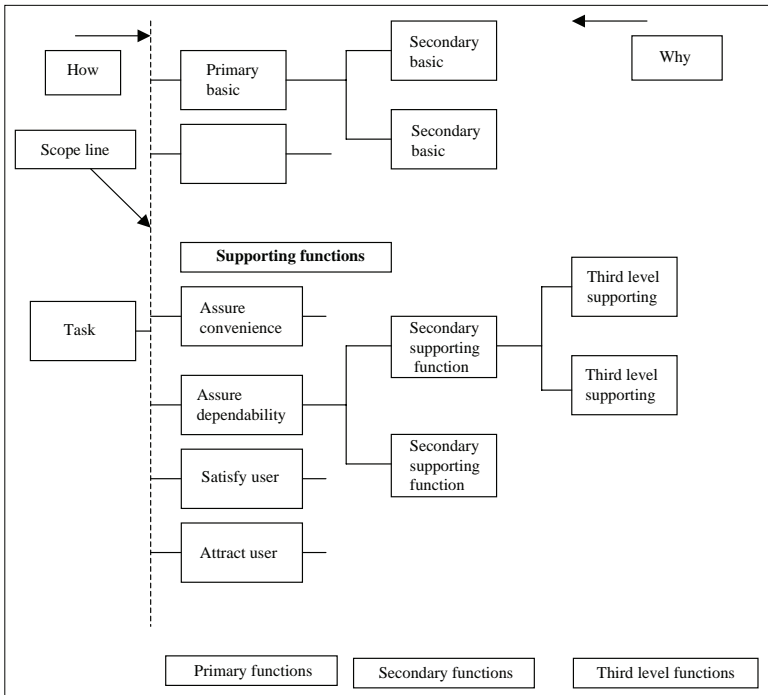 How
Primary
basic
Secondary
basic
Why
Secondary
basic
Scope line
Supporting functions
Task
Assure
convenience
Secondary
supporting
function
Third level
supporting
Third level
supporting
Assure
dependability
Secondary
supporting
function
Satisfy user
Attract user
Primary functions
Secondary functions
Third level functions